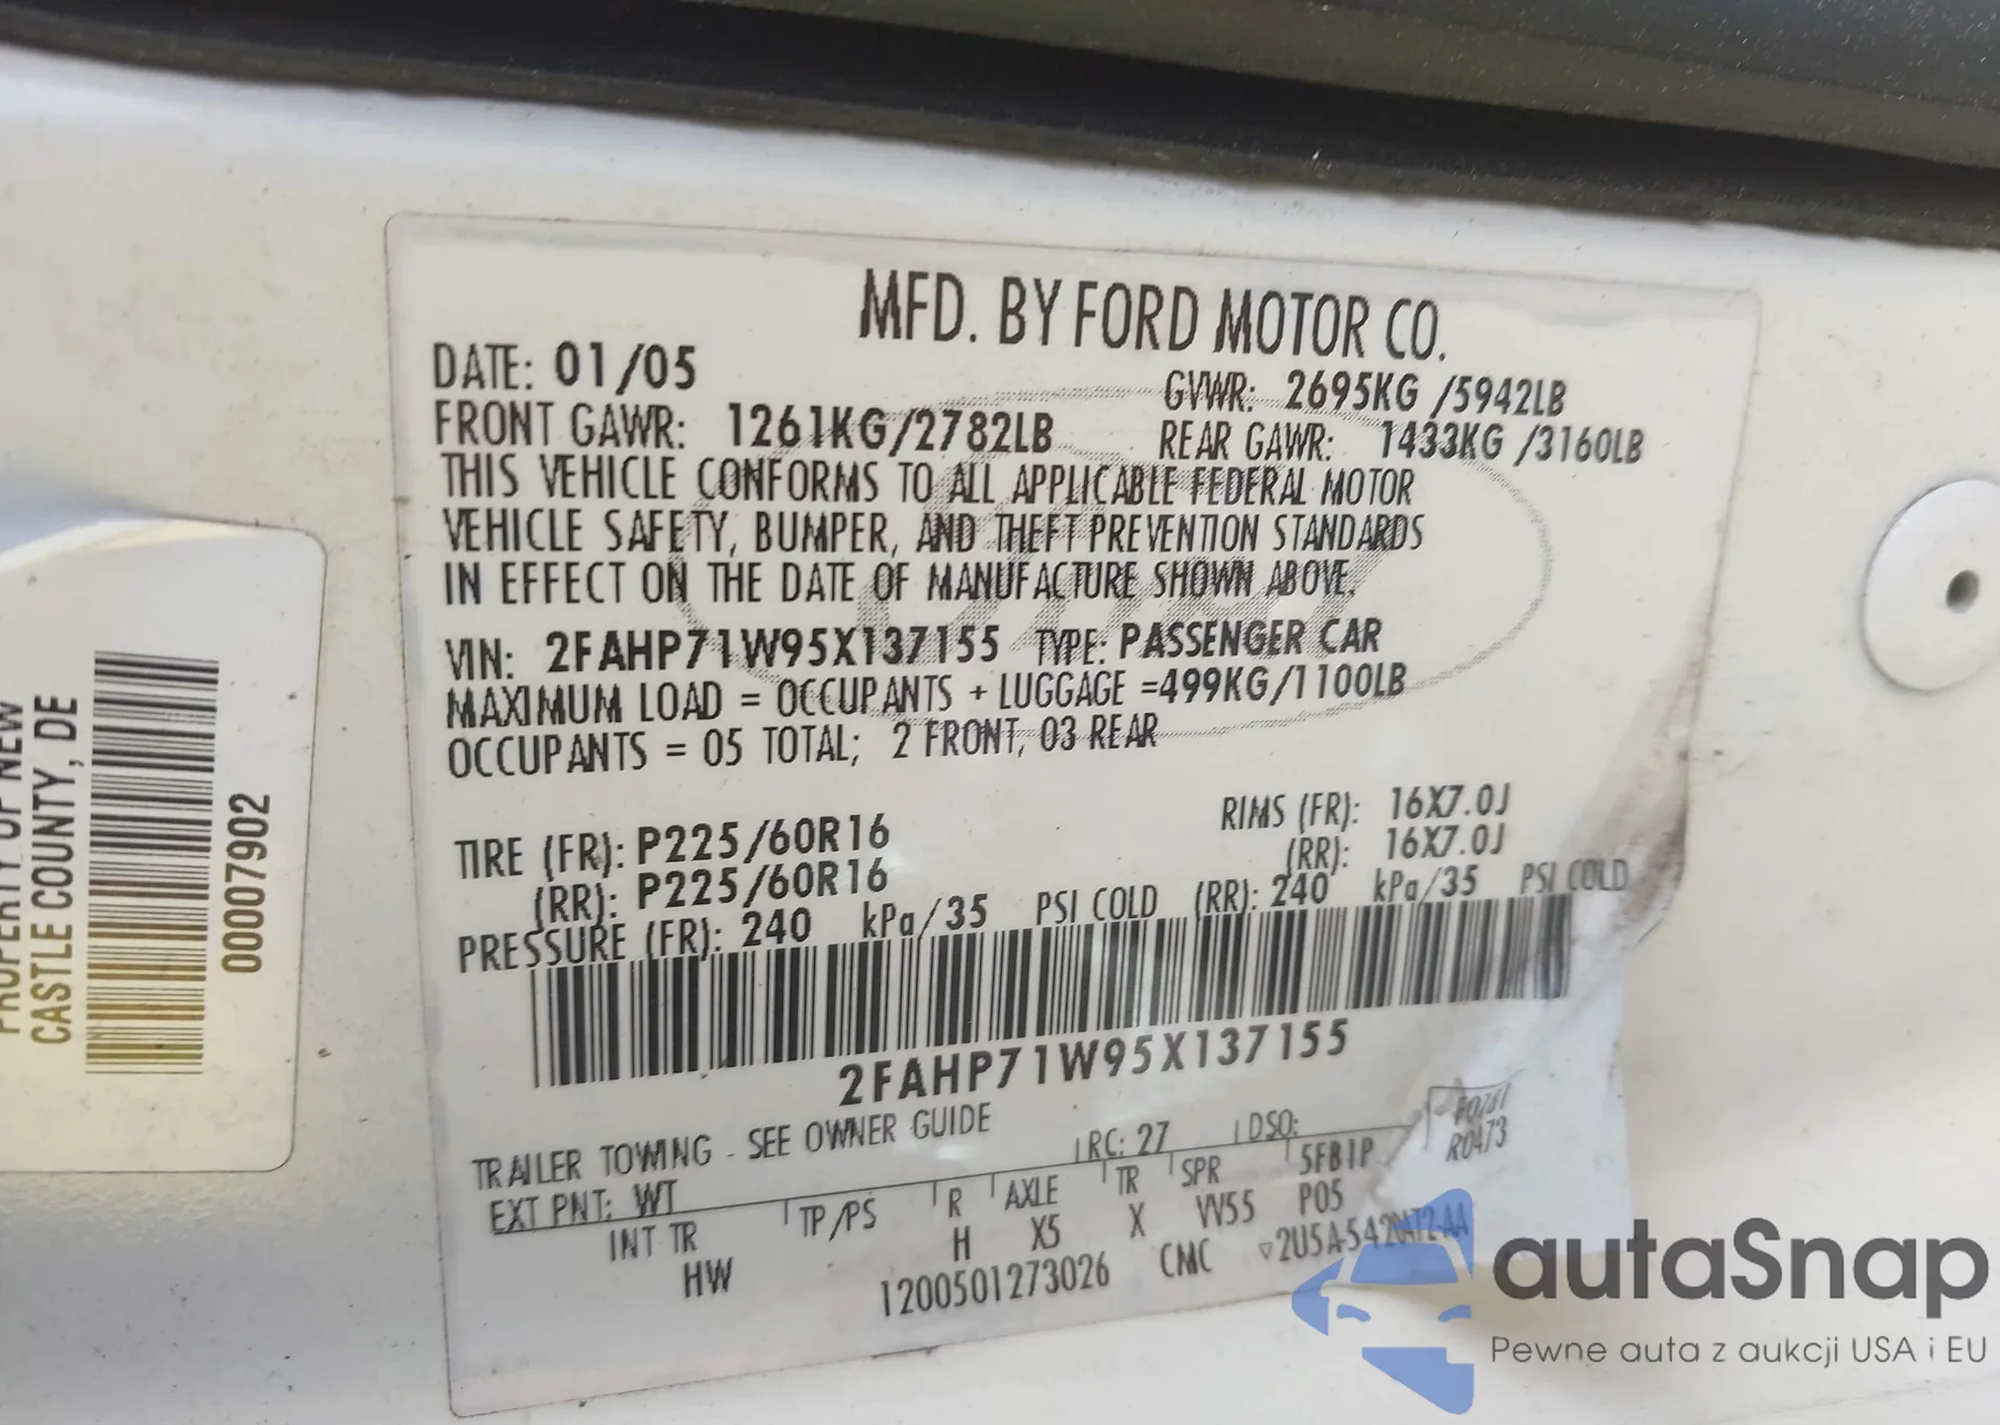 MFD. BY FORD MOTOR CO.
DATE: 01/05
GVWR: 2695KG /5942LB
FRONT GAWR: 1261KG/2782LB
REAR GAWR: 1433KG /3160LB
THIS VEHICLE CONFORMS TO ALL APPLICABLE FEDERAL MOTOR
VEHICLE SAFETY, BUMPER, AND THEFT PREVENTION STANDARDS
IN EFFECT ON THE DATE OF MANUFACTURE SHOWN ABOVE.
VIN: 2FAHP71W95X137155 TYPE: PASSENGER CAR
MAXIMUM LOAD = OCCUPANTS + LUGGAGE =499KG/1100LB
OCCUPANTS = 05 TOTAL; 2 FRONT, 03 REAR
TIRE (FR): P225/60R16 RIMS (FR): 16X7.0J
(RR): P225/60R16 (RR): 16X7.0J
PRESSURE (FR): 240 kPa/35 PSI COLD (RR): 240 kPa/35 PSI COLD
2FAHP71W95X137155
TRAILER TOWING - SEE OWNER GUIDE
EXT PNT: WT RC: 27 DSO:
R0473
INT TR TP/PS R AXLE TR SPR 5FB1P
HW H X5 X VV55 P05
1200501273026 CMC
PROPERTY OF NEW
CASTLE COUNTY, DE
00007902
autaSnap
Pewne auta z aukcji USA i EU